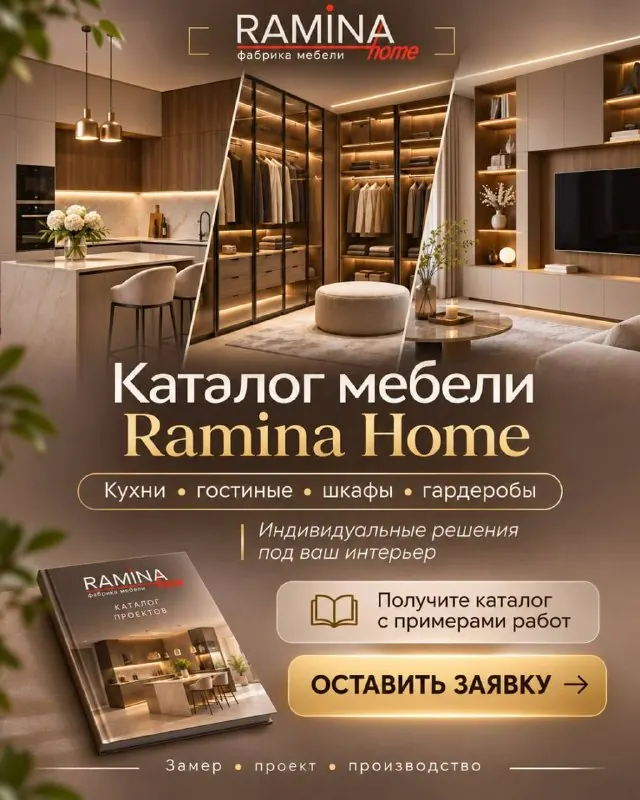 RAMINA
фабрика мебели home
Каталог мебели
Ramina Home
Кухни • гостиные • шкафы • гардеробы
Индивидуальные решения
под ваш интерьер
RAMINA
фабрика мебели home
КАТАЛОГ
ПРОЕКТОВ
Получите каталог
с примерами работ
ОСТАВИТЬ ЗАЯВКУ →
Замер • проект • производство